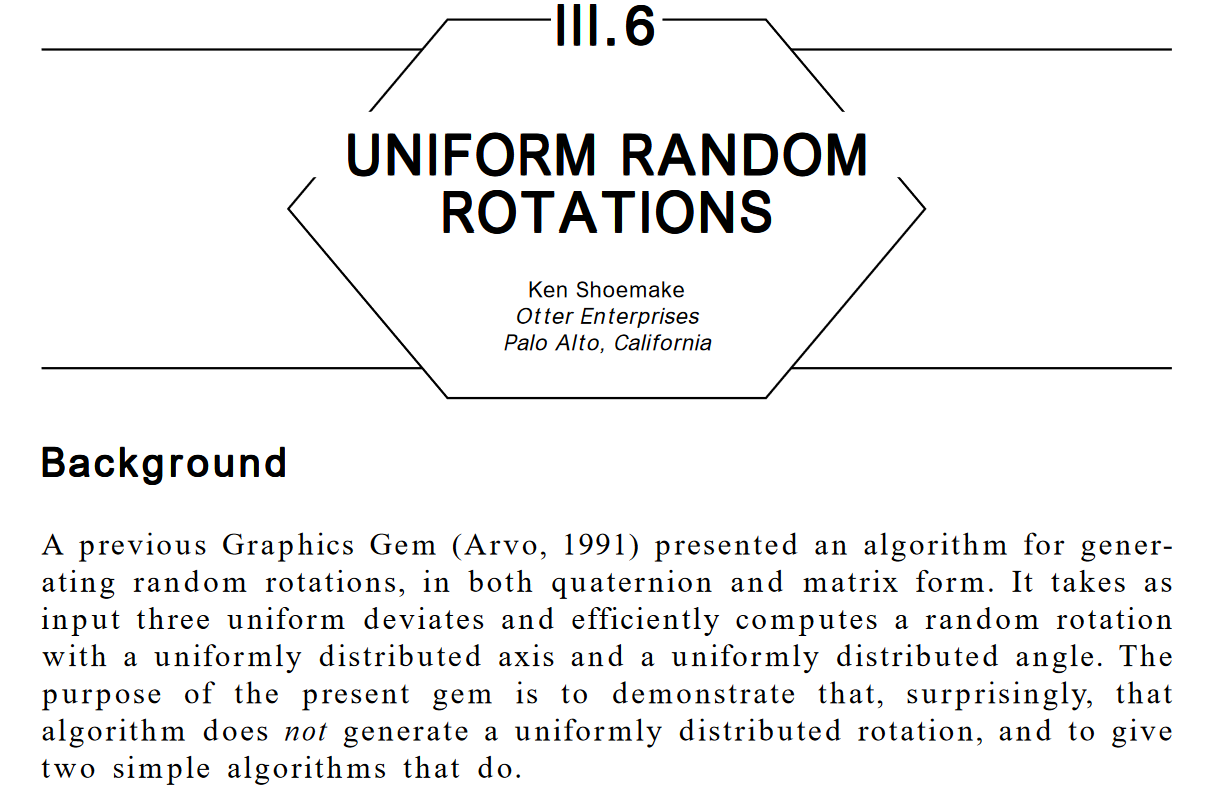 III.6
UNIFORM RANDOM
ROTATIONS
Ken Shoemake
Otter Enterprises
Palo Alto, California
Background
A previous Graphics Gem (Arvo, 1991) presented an algorithm for gener-
ating random rotations, in both quaternion and matrix form. It takes as
input three uniform deviates and efficiently computes a random rotation
with a uniformly distributed axis and a uniformly distributed angle. The
purpose of the present gem is to demonstrate that, surprisingly, that
algorithm does not generate a uniformly distributed rotation, and to give
two simple algorithms that do.